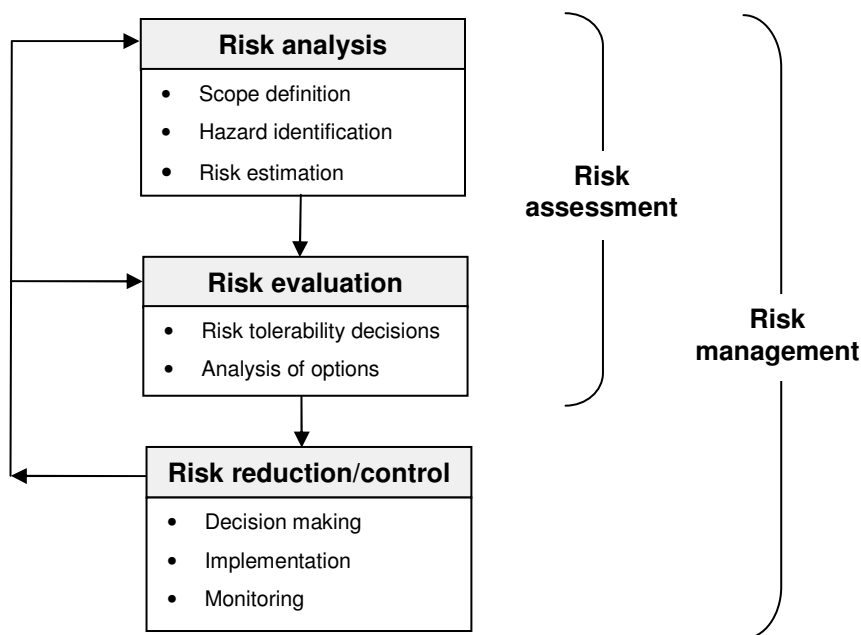 Risk analysis
• Scope definition
• Hazard identification
• Risk estimation
Risk
assessment
Risk evaluation
• Risk tolerability decisions
• Analysis of options
Risk
management
Risk reduction/control
• Decision making
• Implementation
• Monitoring